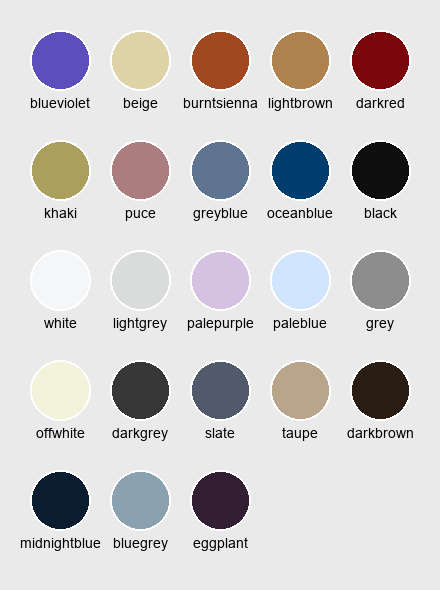 blueviolet beige burntsienna lightbrown darkred
khaki puce greyblue oceanblue black
white lightgrey palepurple paleblue grey
offwhite darkgrey slate taupe darkbrown
midnightblue bluegrey eggplant